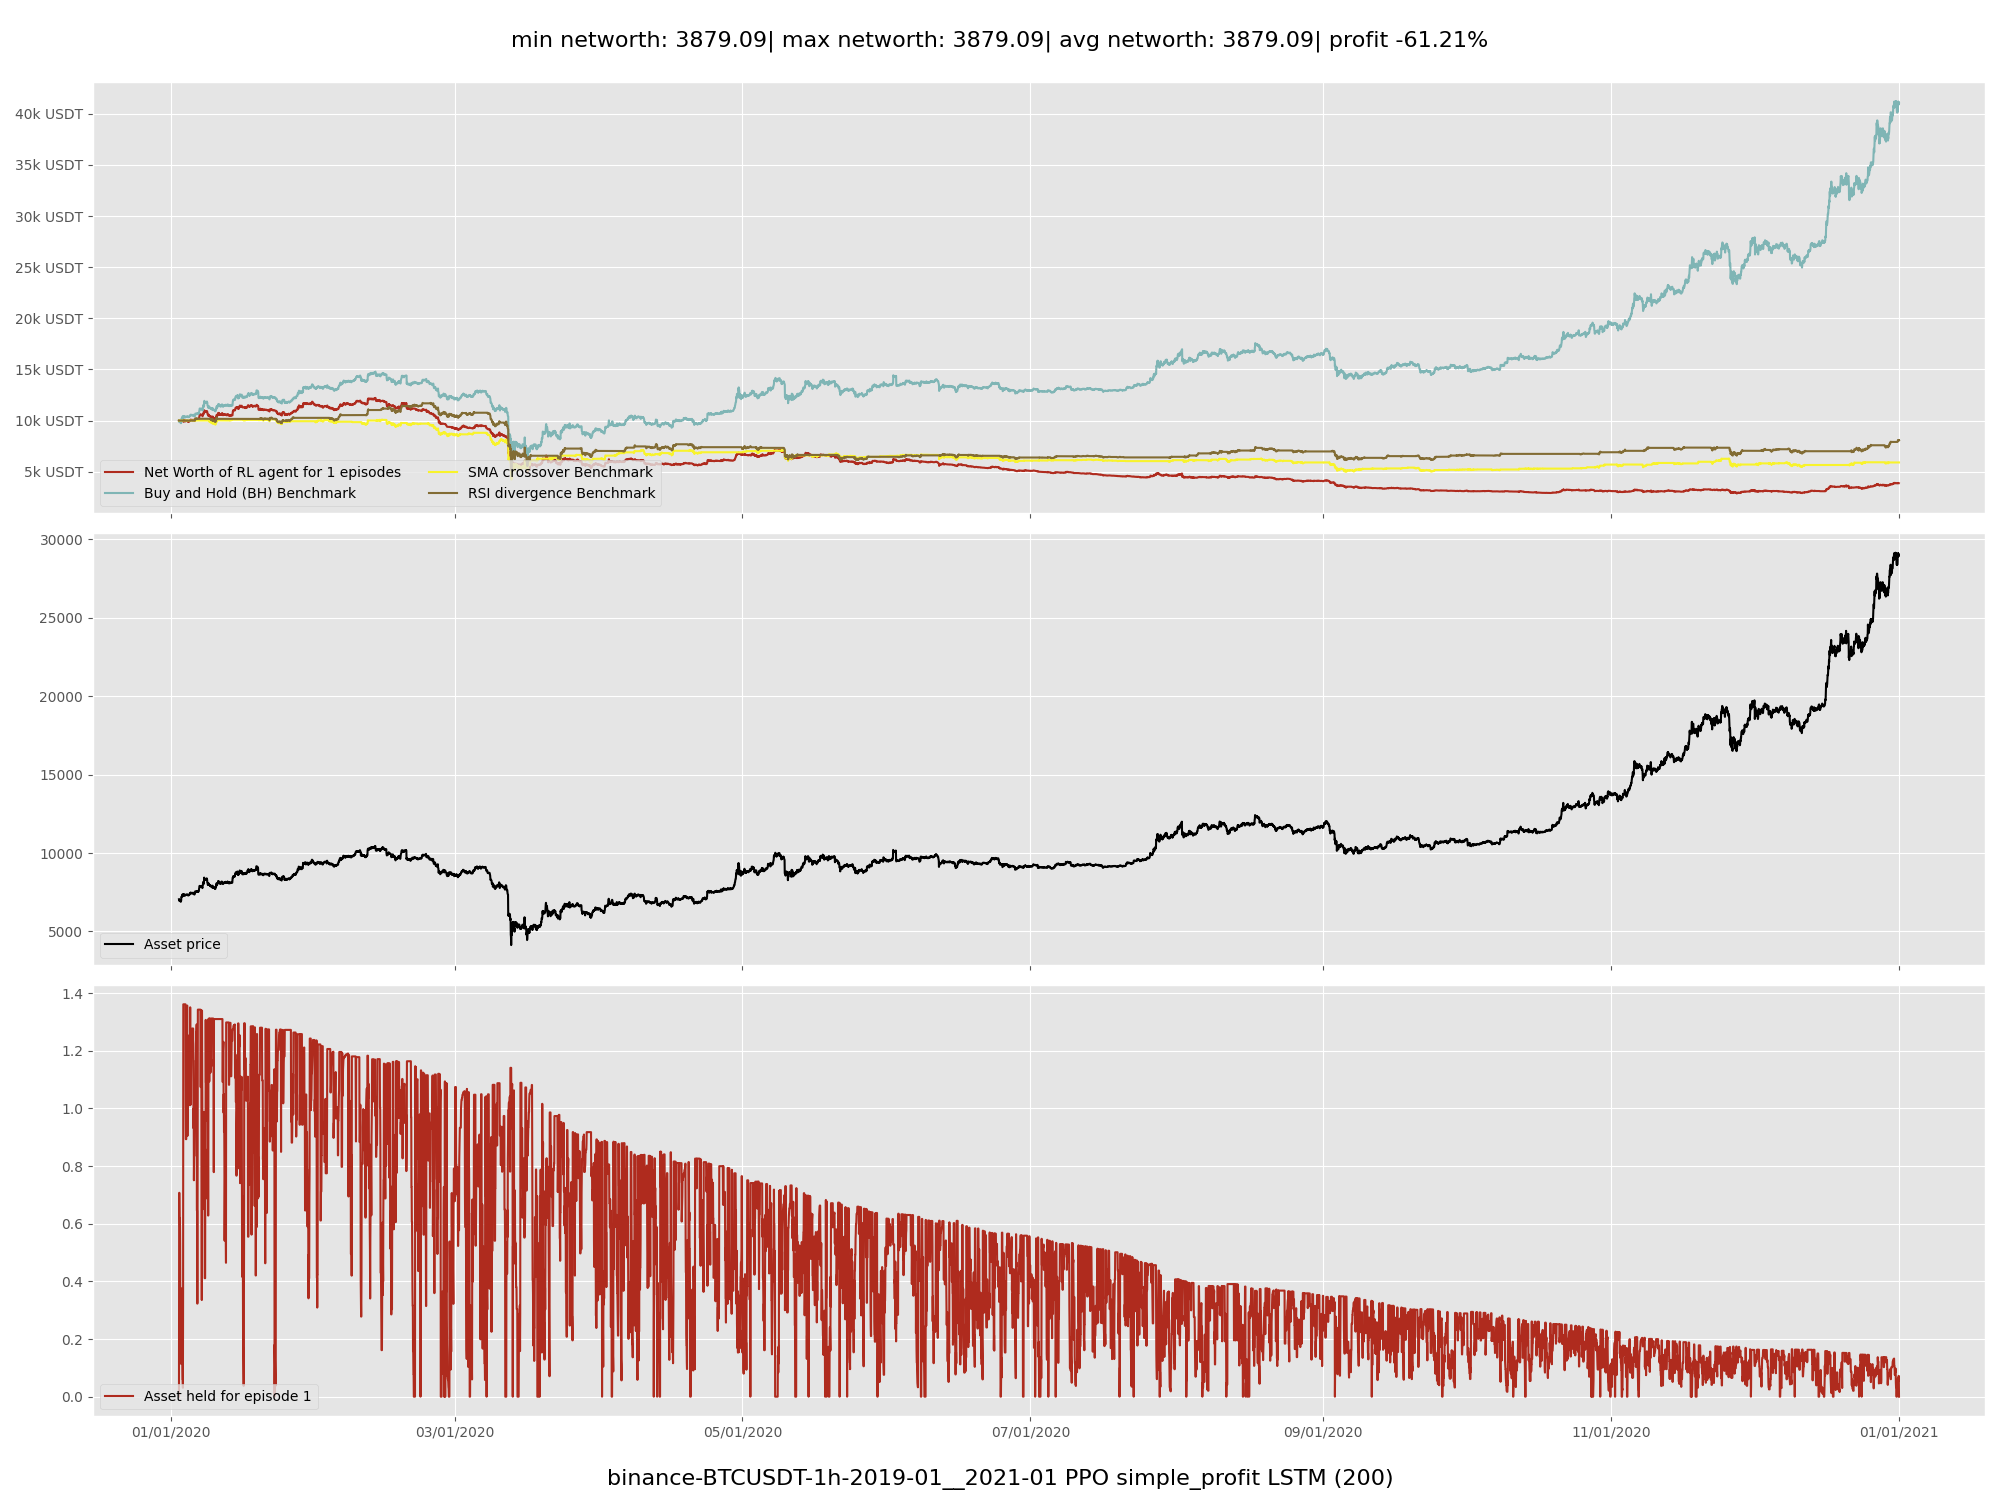 min networth: 3879.09| max networth: 3879.09| avg networth: 3879.09| profit -61.21%
40k USDT
35k USDT
30k USDT
25k USDT
20k USDT
15k USDT
10k USDT
5k USDT
Net Worth of RL agent for 1 episodes
Buy and Hold (BH) Benchmark
SMA crossover Benchmark
RSI divergence Benchmark
30000
25000
20000
15000
10000
5000
Asset price
1.4
1.2
1.0
0.8
0.6
0.4
0.2
0.0
Asset held for episode 1
01/01/2020 03/01/2020 05/01/2020 07/01/2020 09/01/2020 11/01/2020 01/01/2021
binance-BTCUSDT-1h-2019-01__2021-01 PPO simple_profit LSTM (200)